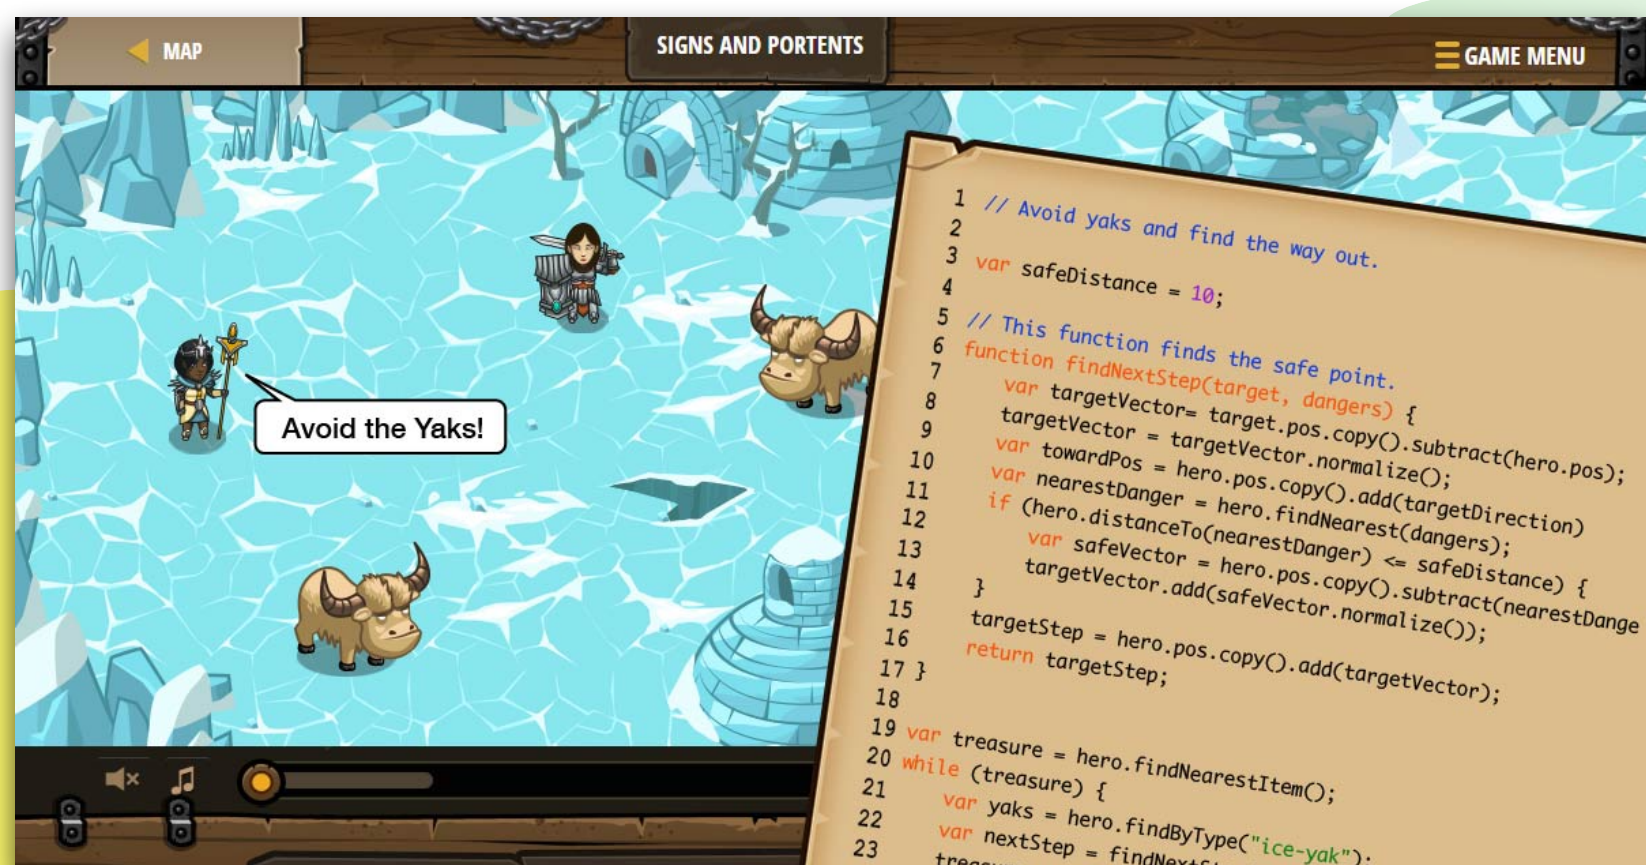 MAP
SIGNS AND PORTENTS
GAME MENU
Avoid the Yaks!
1 // Avoid yaks and find the way out.
2
3 var safeDistance = 10;
4
5 // This function finds the safe point.
6 function findNextStep(target, dangers) {
7 var targetVector= target.pos.copy().subtract(hero.pos);
8 targetVector = targetVector.normalize();
9 var towardPos = hero.pos.copy().add(targetDirection)
10 var nearestDanger = hero.findNearest(dangers);
11 if (hero.distanceTo(nearestDanger) <= safeDistance) {
12 var safeVector = hero.pos.copy().subtract(nearestDange
13 targetVector.add(safeVector.normalize());
14 }
15 targetStep = hero.pos.copy().add(targetVector);
16 return targetStep;
17 }
18
19 var treasure = hero.findNearestItem();
20 while (treasure) {
21 var yaks = hero.findByType("ice-yak");
22 var nextStep = findNextSt
23